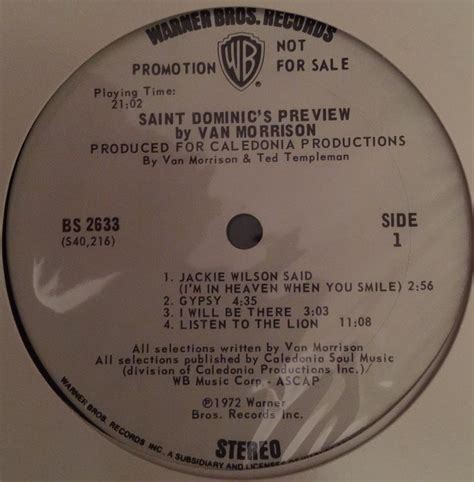 WARNER BROS. RECORDS
WB
PROMOTION NOT FOR SALE
Playing Time:
21:02
SAINT DOMINIC'S PREVIEW
by VAN MORRISON
PRODUCED FOR CALEDONIA PRODUCTIONS
By Van Morrison & Ted Templeman
BS 2633
(S40,216)
SIDE
1
1. JACKIE WILSON SAID
(I'M IN HEAVEN WHEN YOU SMILE) 2:56
2. GYPSY 4:35
3. I WILL BE THERE 3:03
4. LISTEN TO THE LION 11:08
All selections written by Van Morrison
All selections published by Caledonia Soul Music
(division of Caledonia Productions Inc.)/
WB Music Corp - ASCAP
Ⓟ1972 Warner
Bros. Records Inc.
STEREO
WARNER BROS. RECORDS INC. A SUBSIDIARY AND LICENSEE